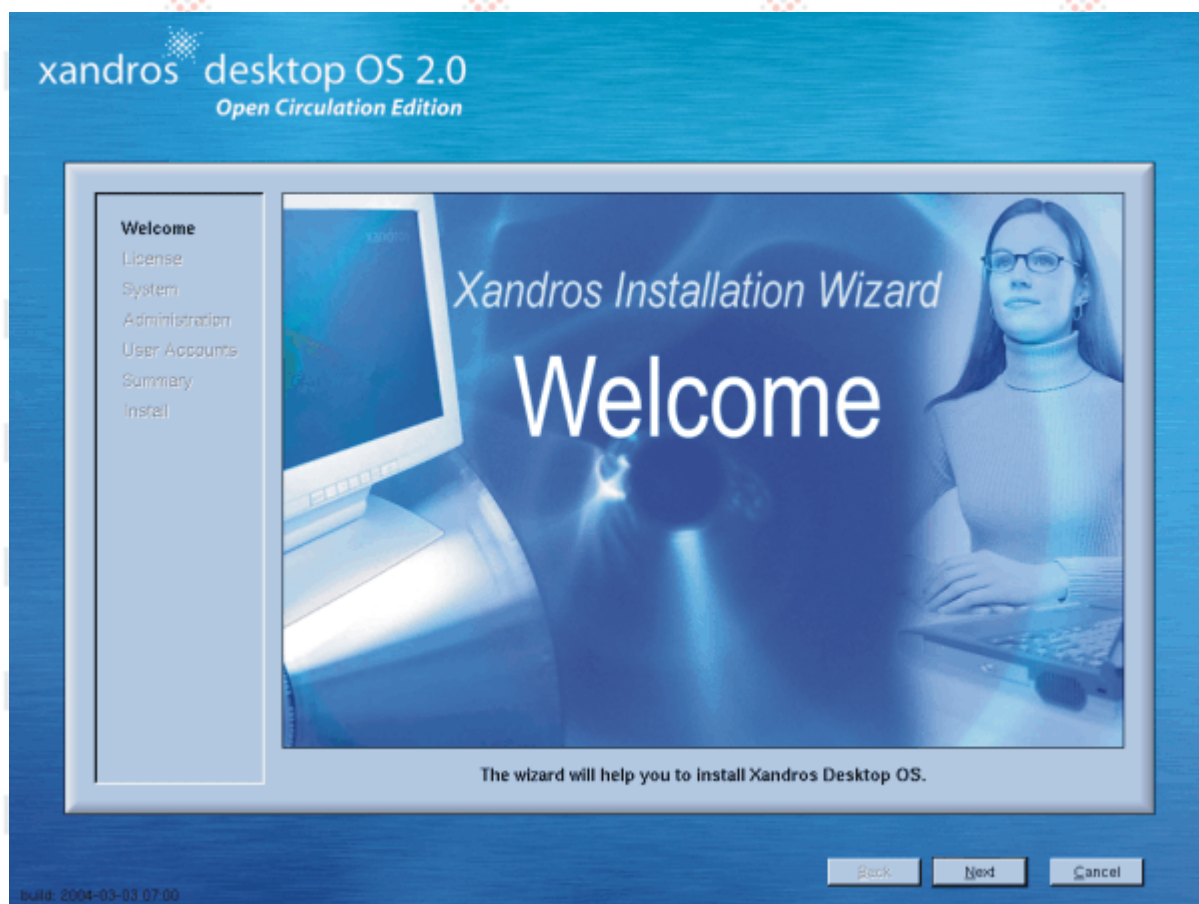 xandros desktop OS 2.0
Open Circulation Edition
Welcome
License
System
Administration
User Accounts
Summary
Install
xandros
Xandros Installation Wizard
Welcome
The wizard will help you to install Xandros Desktop OS.
Back
Next
Cancel
build: 2004-03-03 07:00